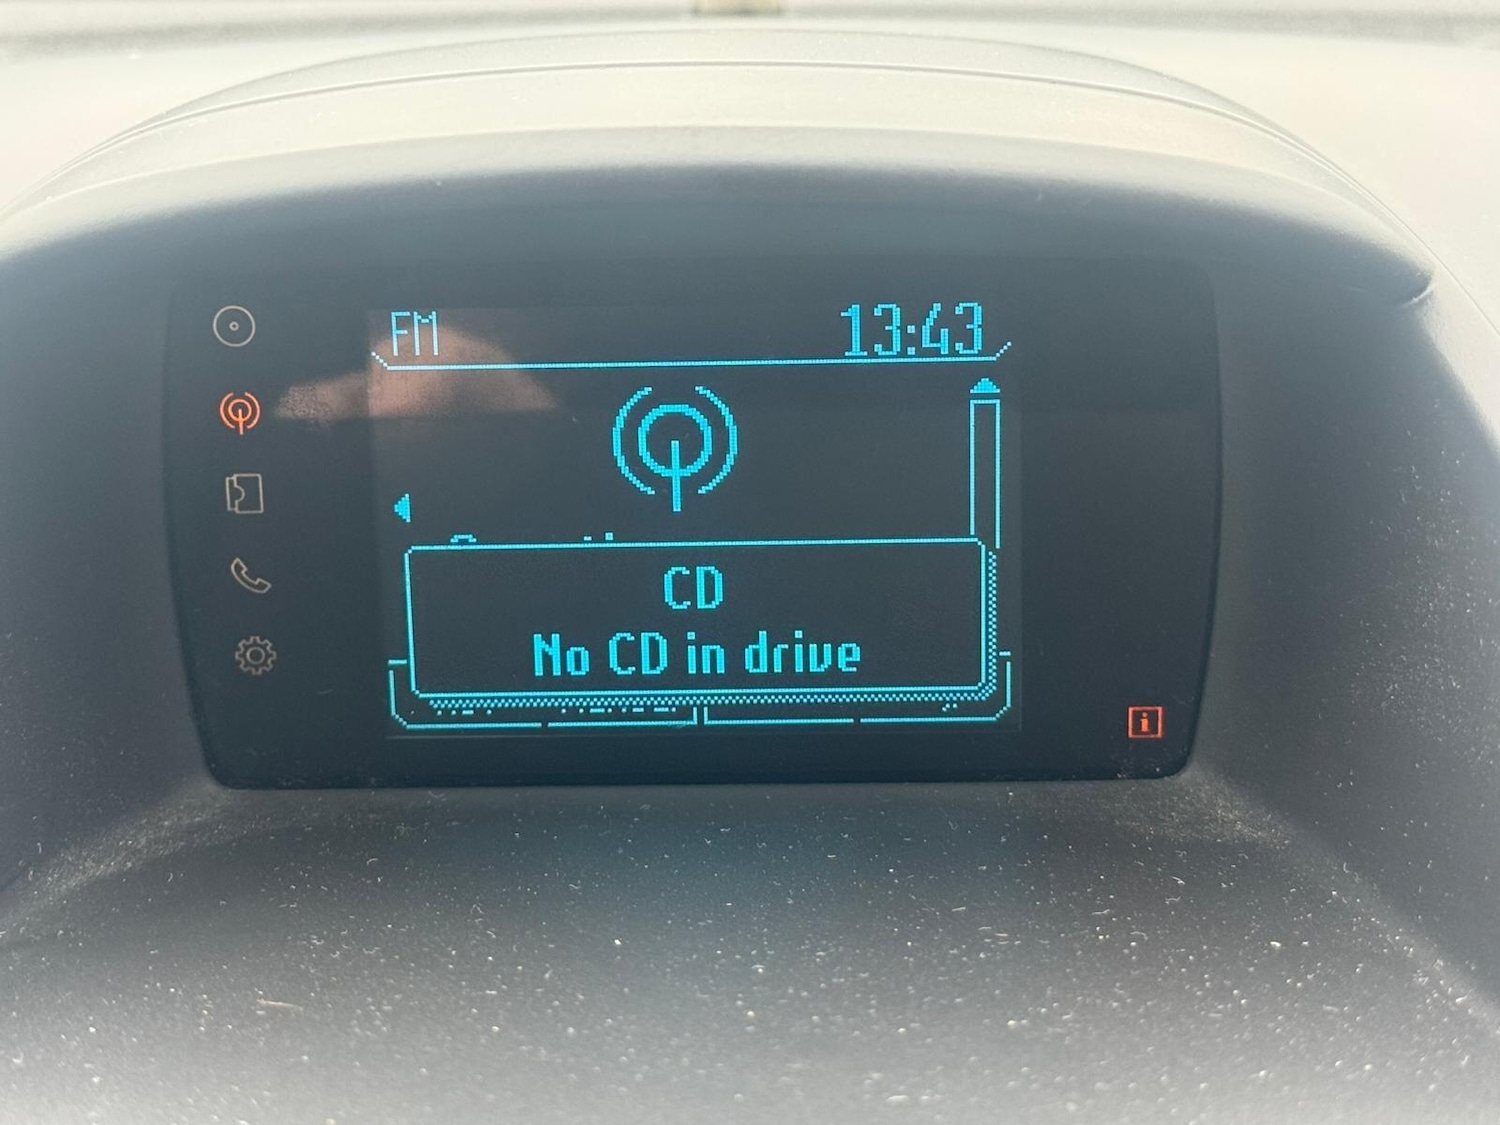 FM
13:43
CD
No CD in drive
i